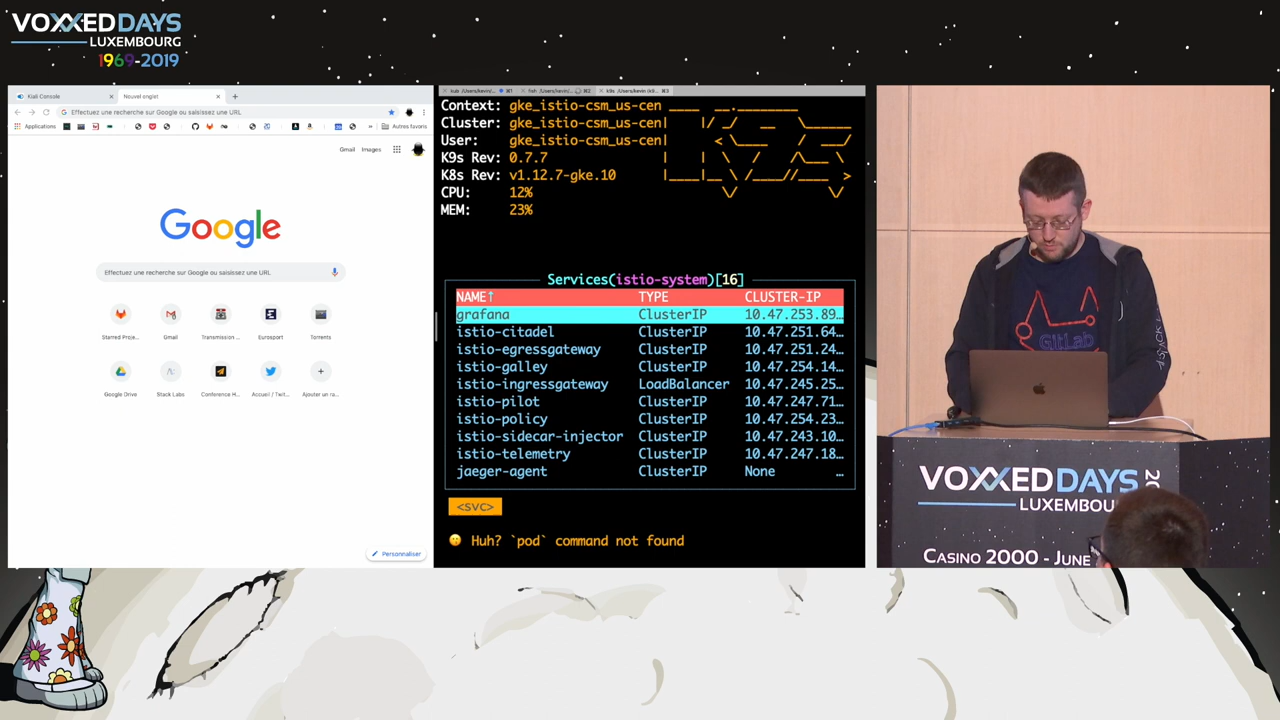 VOXXED DAYS
LUXEMBOURG
1969-2019
Kiali Console
Nouvel onglet
Effectuez une recherche sur Google ou saisissez une URL
Applications
Autres favoris
Gmail Images
Google
Effectuez une recherche sur Google ou saisissez une URL
Starred Proje...
Gmail
Transmission ...
Eurosport
Torrents
Google Drive
Stack Labs
Conference H...
Accueil / Twit...
Ajouter un ra...
Personnaliser
Context: gke_istio-csm_us-cen
Cluster: gke_istio-csm_us-cen
User: gke_istio-csm_us-cen
K9s Rev: 0.7.7
K8s Rev: v1.12.7-gke.10
CPU: 12%
MEM: 23%
Services(istio-system)[16]
NAME↑ TYPE CLUSTER-IP
grafana ClusterIP 10.47.253.89…
istio-citadel ClusterIP 10.47.251.64…
istio-egressgateway ClusterIP 10.47.251.24…
istio-galley ClusterIP 10.47.254.14…
istio-ingressgateway LoadBalancer 10.47.245.25…
istio-pilot ClusterIP 10.47.247.71…
istio-policy ClusterIP 10.47.254.23…
istio-sidecar-injector ClusterIP 10.47.243.10…
istio-telemetry ClusterIP 10.47.247.18…
jaeger-agent ClusterIP None …
<svc>
Huh? `pod` command not found
GitLab
VOXXED DAYS 20
LUXEMBOU
CASINO 2000 - JUNE